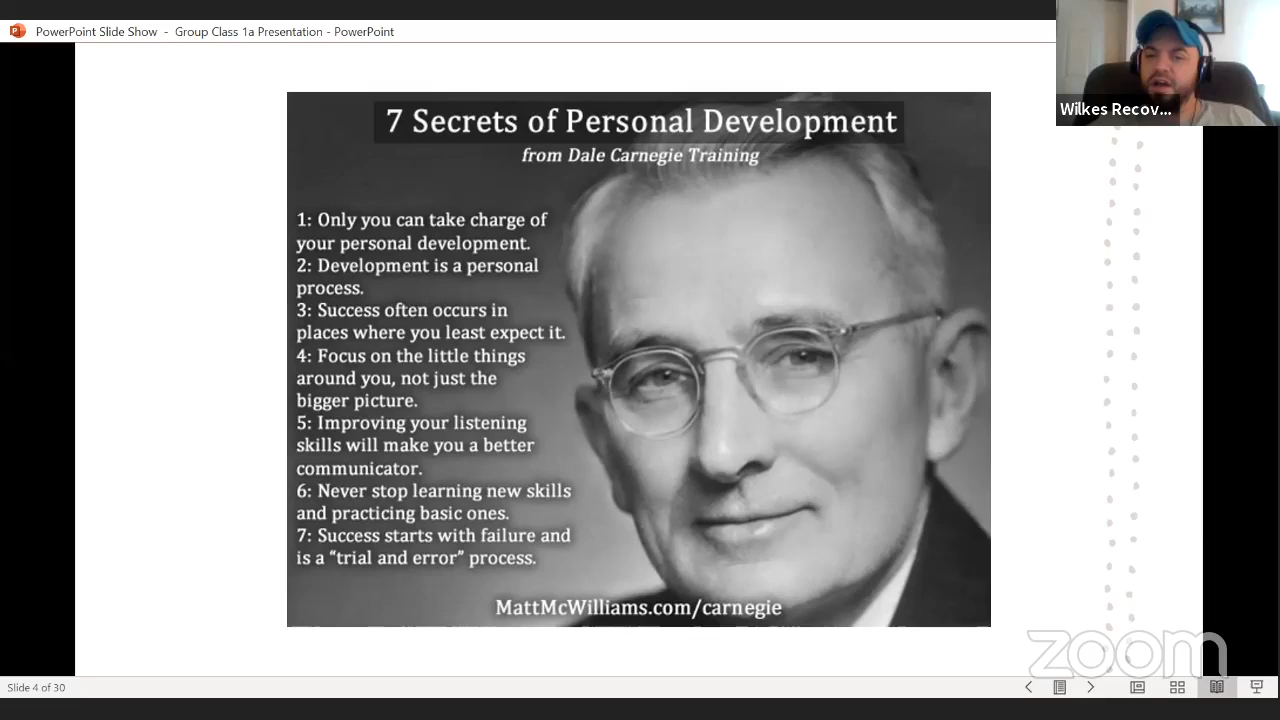 PowerPoint Slide Show - Group Class 1a Presentation - PowerPoint
Wilkes Recov...
7 Secrets of Personal Development
from Dale Carnegie Training
1: Only you can take charge of
your personal development.
2: Development is a personal
process.
3: Success often occurs in
places where you least expect it.
4: Focus on the little things
around you, not just the
bigger picture.
5: Improving your listening
skills will make you a better
communicator.
6: Never stop learning new skills
and practicing basic ones.
7: Success starts with failure and
is a “trial and error” process.
MattMcWilliams.com/carnegie
zoom
Slide 4 of 30